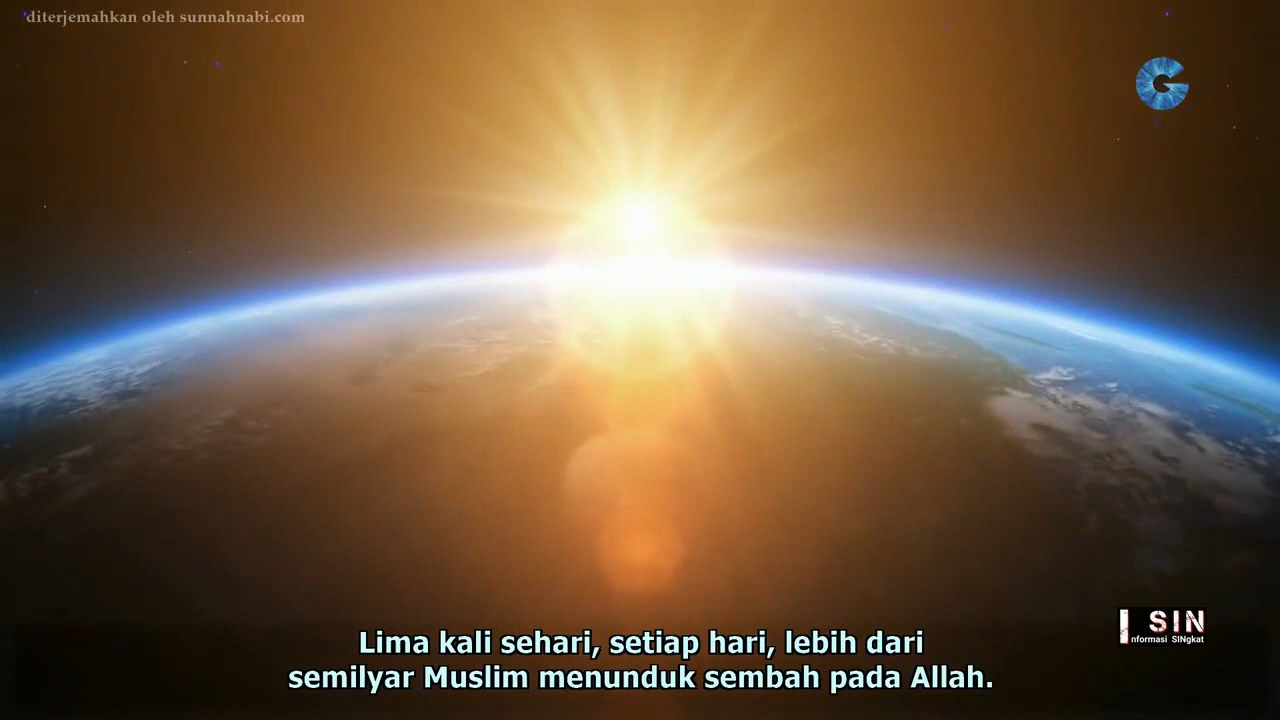 diterjemahkan oleh sunnahnabi.com
I SIN
nformasi SINgkat
Lima kali sehari, setiap hari, lebih dari
semilyar Muslim menunduk sembah pada Allah.